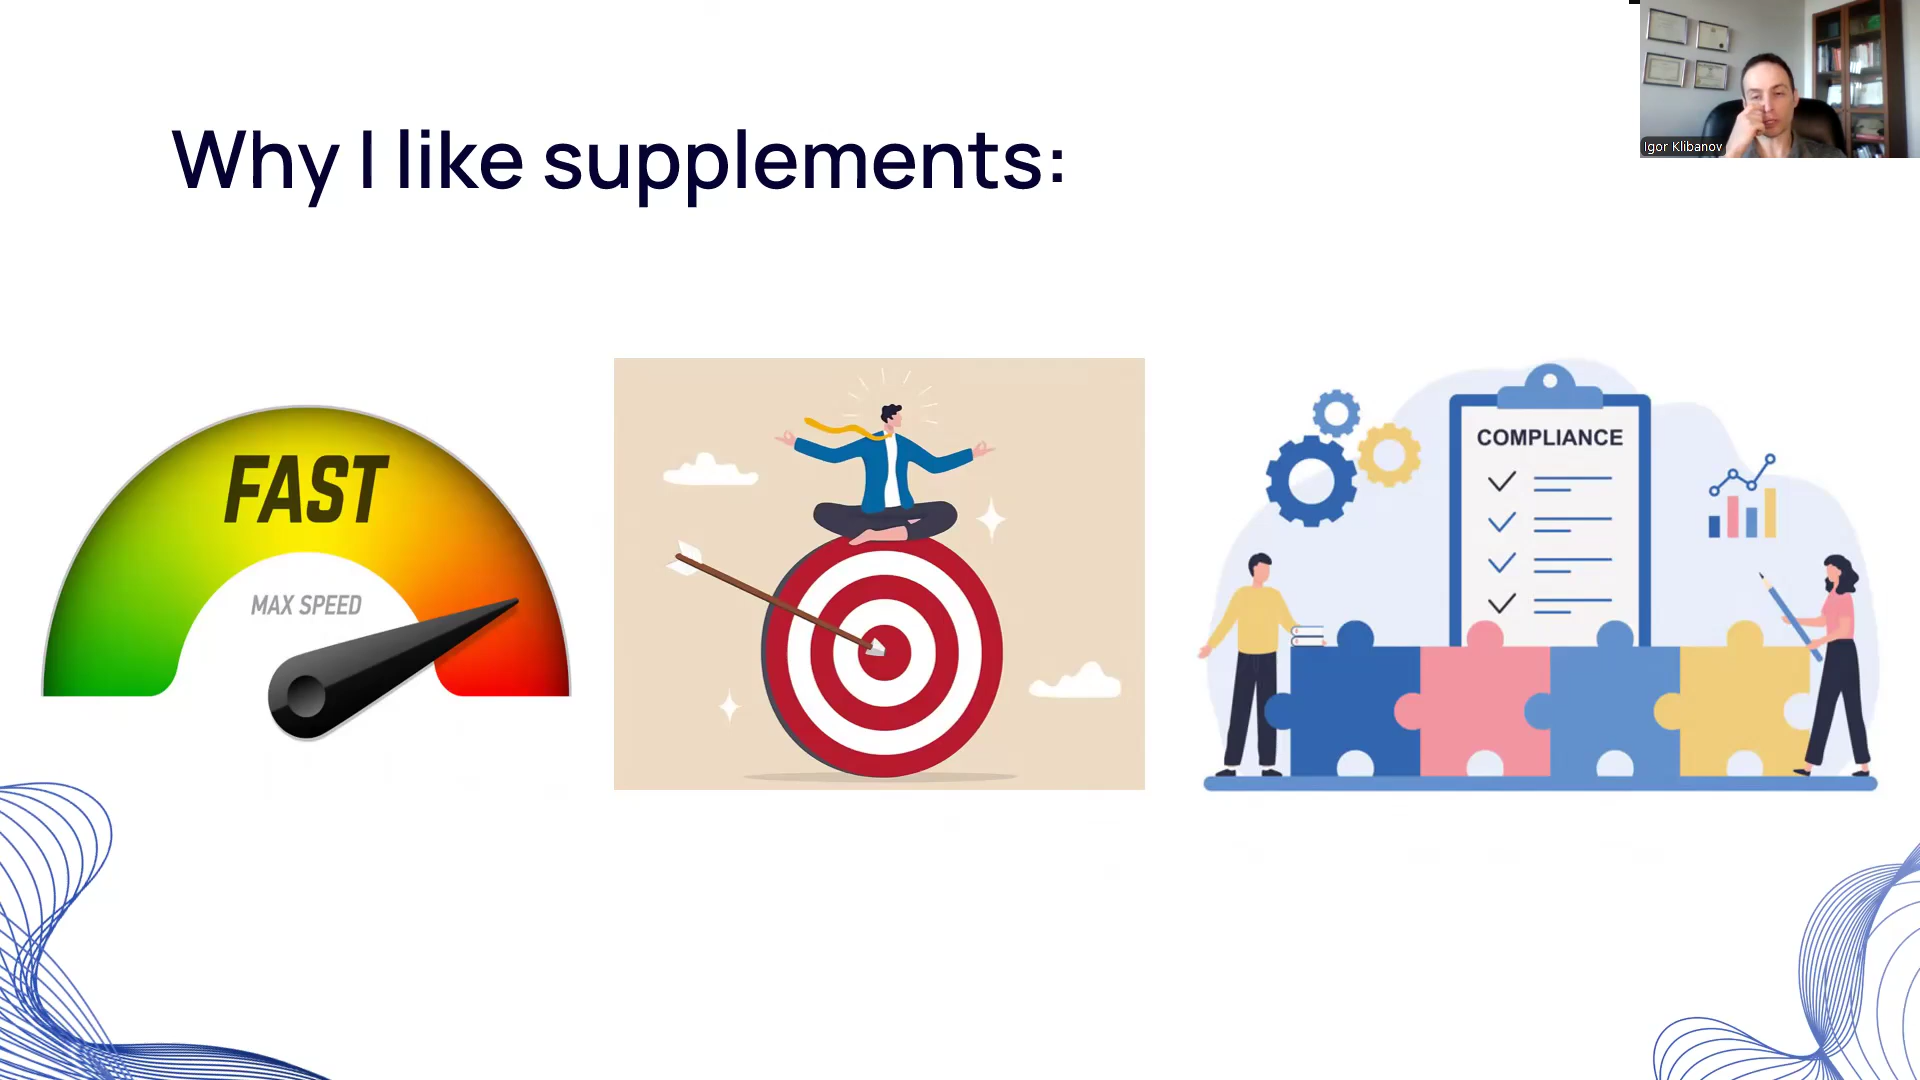 Why I like supplements:
Igor Klibanov
FAST
MAX SPEED
COMPLIANCE